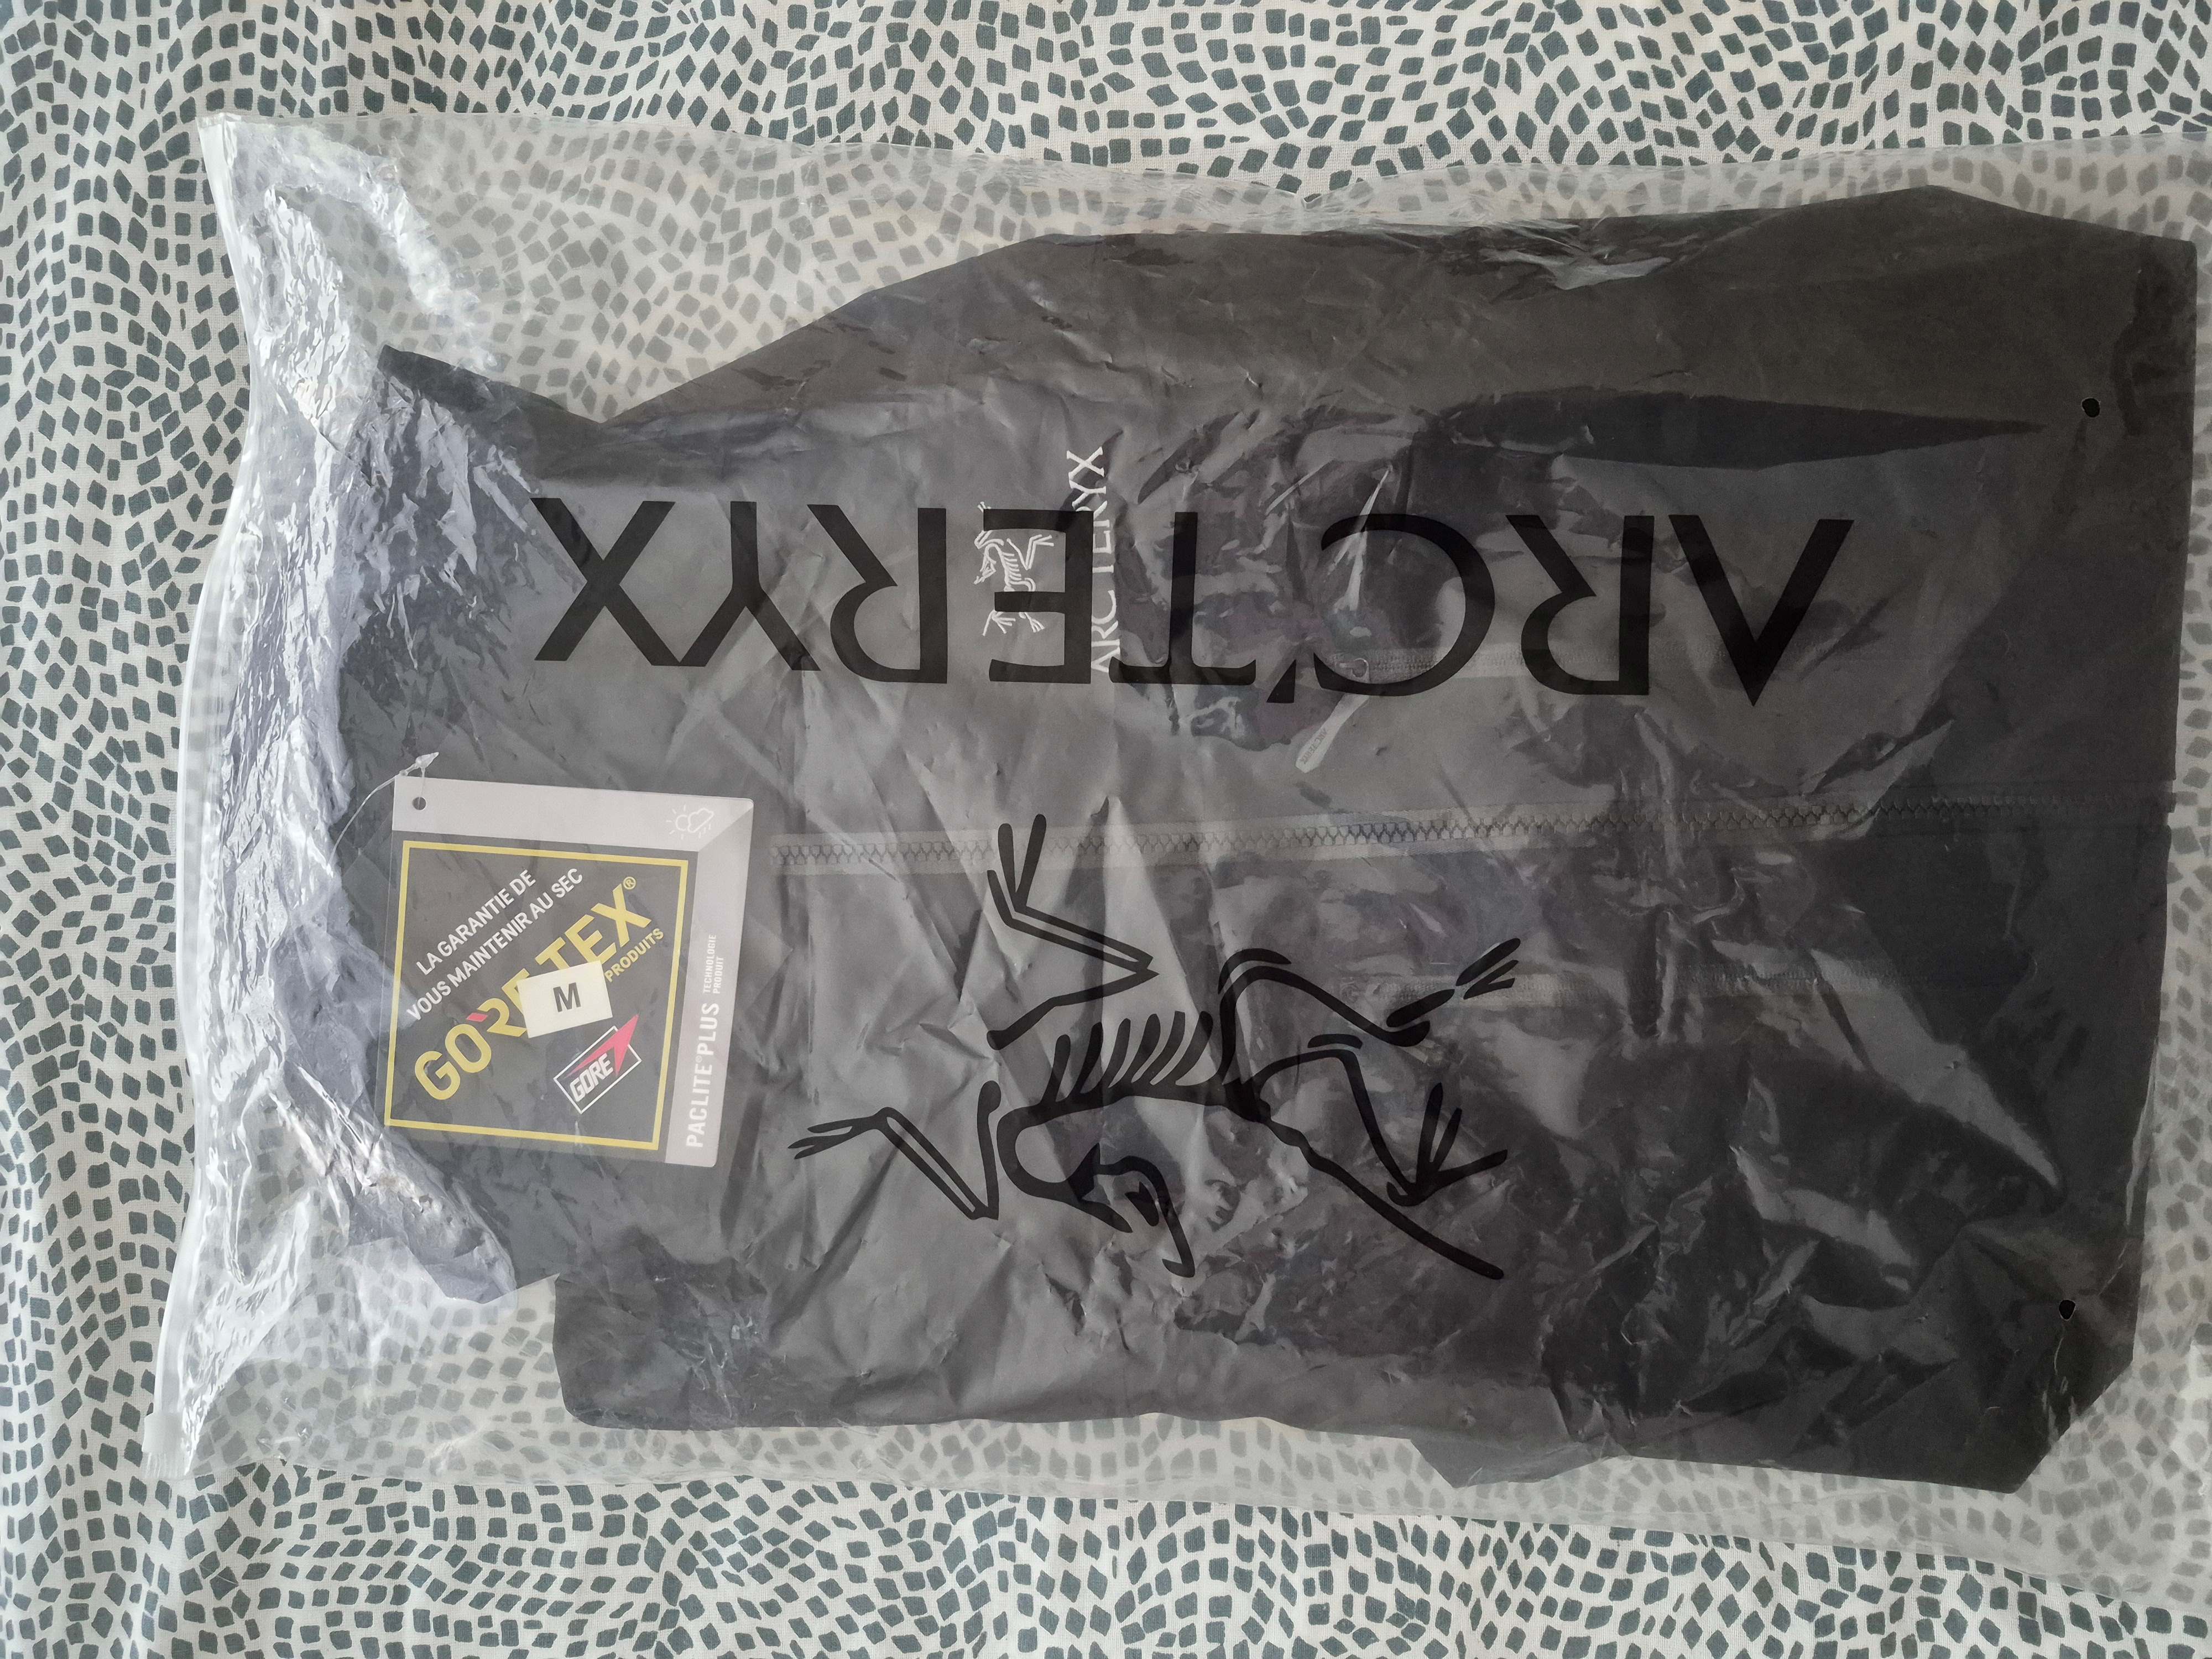 ARC'TERYX
ARC'TERYX
LA GARANTIE DE
VOUS MAINTENIR AU SEC
GORE-TEX®
PRODUITS
M
GORE
PACLITE® PLUS
TECHNOLOGIE
PRODUIT